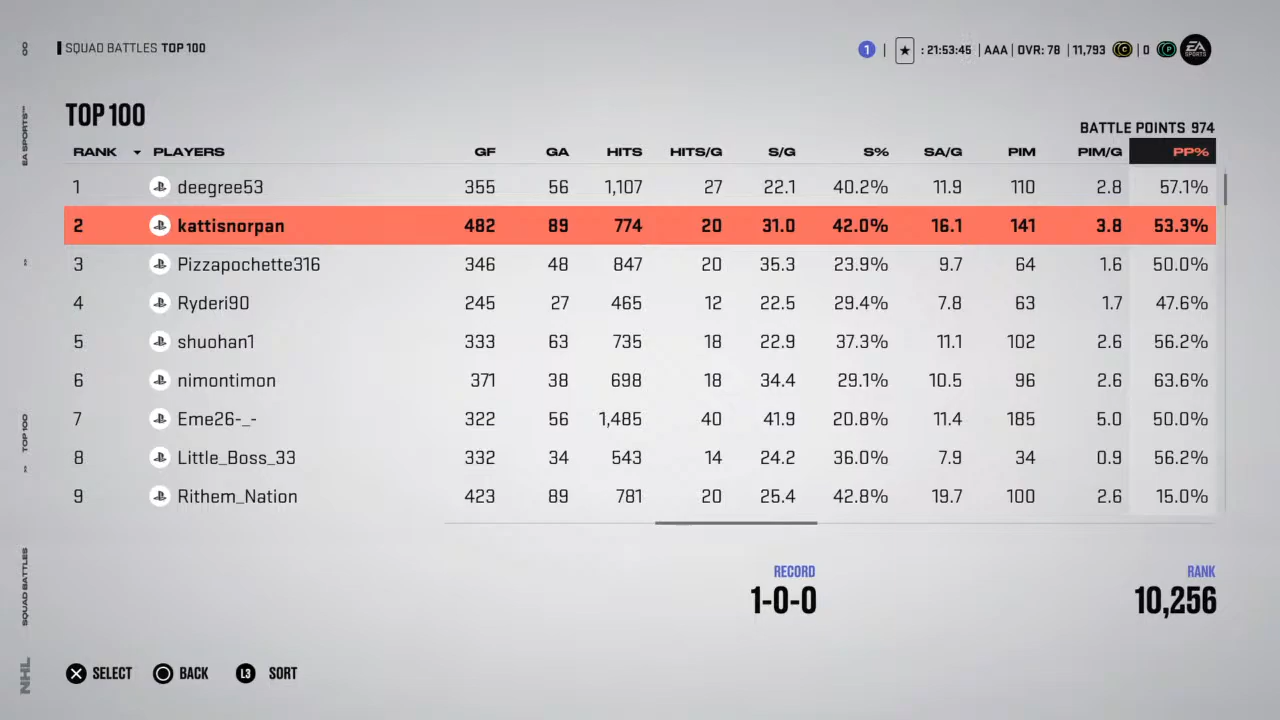 SQUAD BATTLES TOP 100
1 | ★ : 21:53:45 | AAA | OVR: 78 | 11,793 C | 0 P EA SPORTS
TOP 100
BATTLE POINTS 974
RANK PLAYERS GF GA HITS HITS/G S/G S% SA/G PIM PIM/G PP%
1 deegree53 355 56 1,107 27 22.1 40.2% 11.9 110 2.8 57.1%
2 kattisnorpan 482 89 774 20 31.0 42.0% 16.1 141 3.8 53.3%
3 Pizzapochette316 346 48 847 20 35.3 23.9% 9.7 64 1.6 50.0%
4 Ryderi90 245 27 465 12 22.5 29.4% 7.8 63 1.7 47.6%
5 shuohan1 333 63 735 18 22.9 37.3% 11.1 102 2.6 56.2%
6 nimontimon 371 38 698 18 34.4 29.1% 10.5 96 2.6 63.6%
7 Eme26-_- 322 56 1,485 40 41.9 20.8% 11.4 185 5.0 50.0%
8 Little_Boss_33 332 34 543 14 24.2 36.0% 7.9 34 0.9 56.2%
9 Rithem_Nation 423 89 781 20 25.4 42.8% 19.7 100 2.6 15.0%
RECORD
1-0-0
RANK
10,256
SELECT BACK L3 SORT
NHL SQUAD BATTLES » TOP 100 » EA SPORTS™